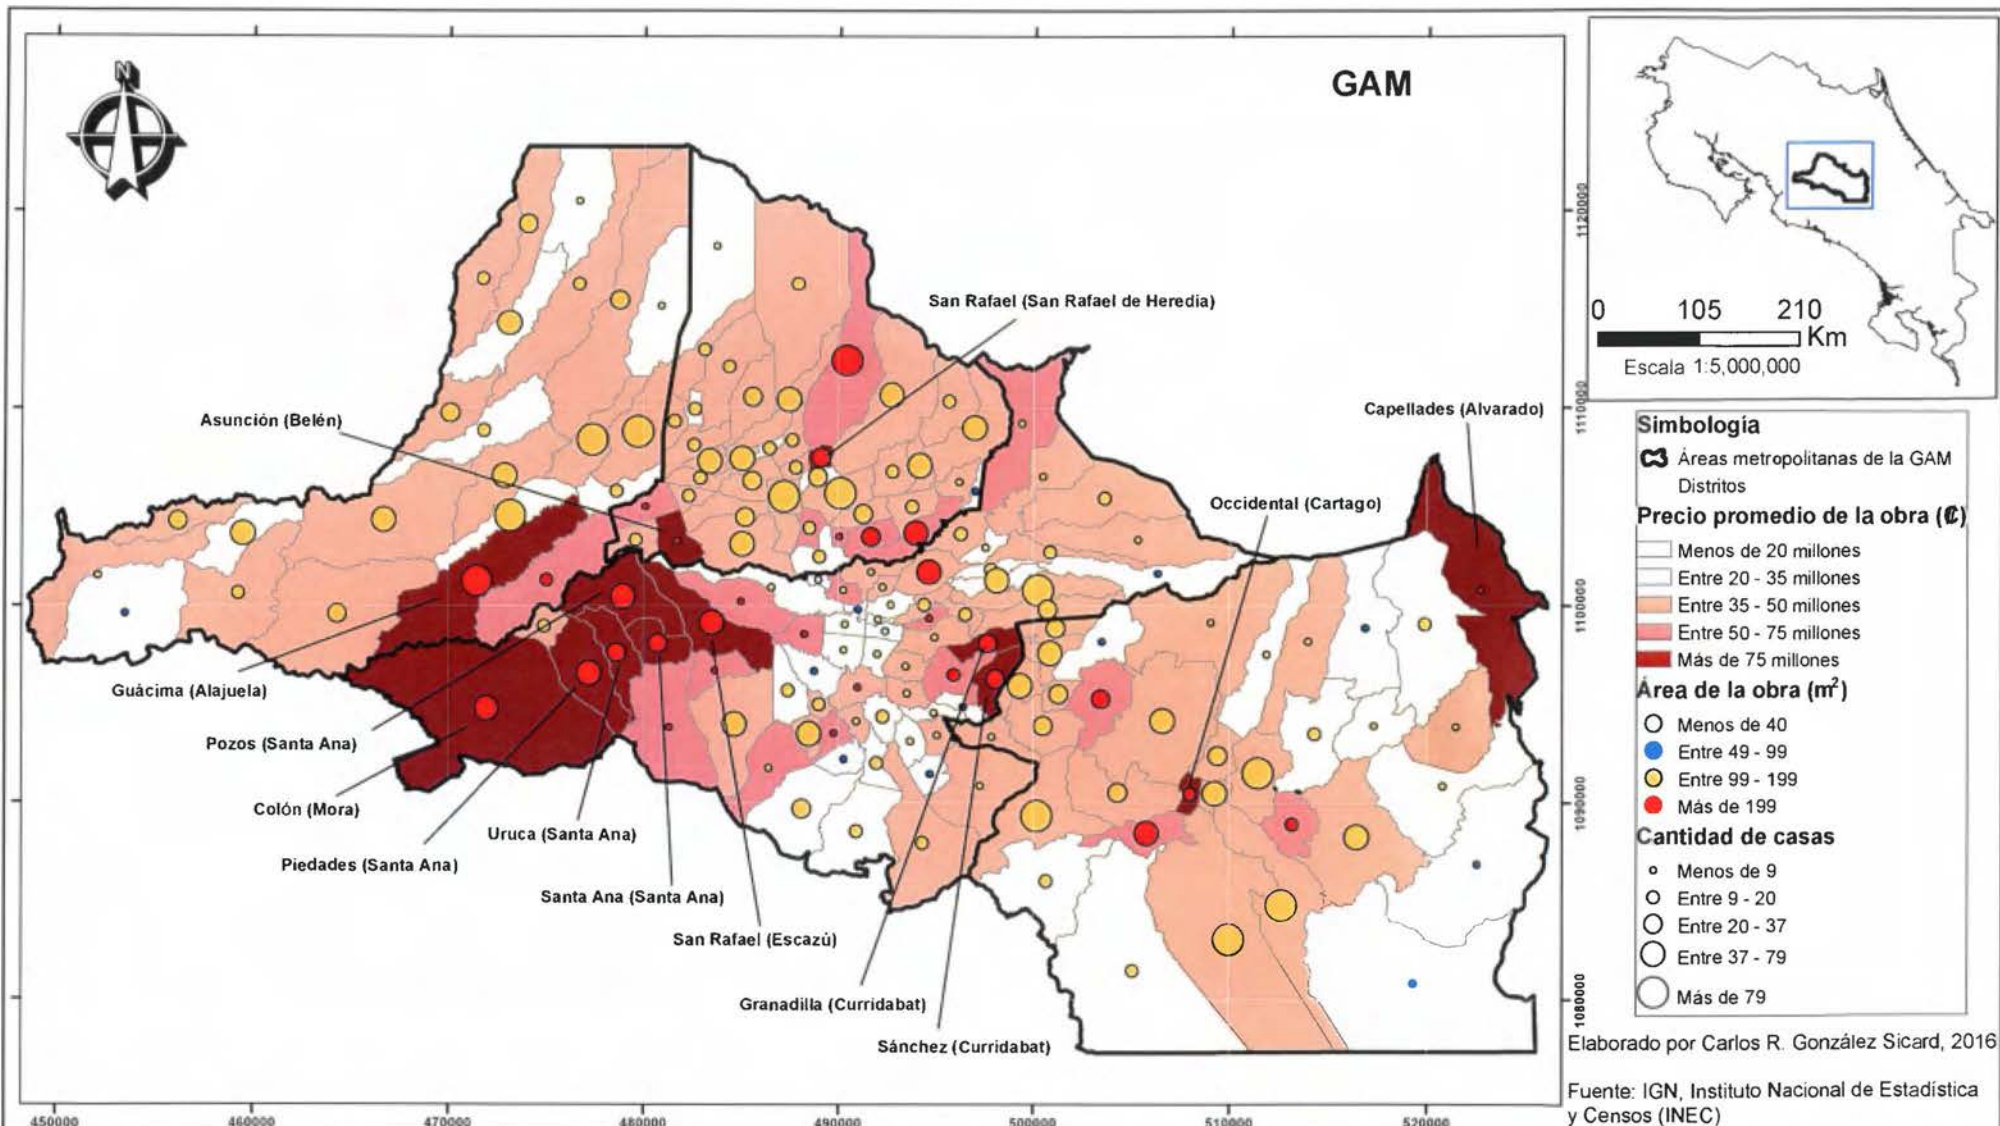 GAM
N
San Rafael (San Rafael de Heredia)
Asunción (Belén)
Capellades (Alvarado)
Occidental (Cartago)
Guácima (Alajuela)
Pozos (Santa Ana)
Colón (Mora)
Piedades (Santa Ana)
Uruca (Santa Ana)
Santa Ana (Santa Ana)
San Rafael (Escazú)
Granadilla (Curridabat)
Sánchez (Curridabat)
1120000
1110000
1100000
1090000
1080000
450000 460000 470000 480000 490000 500000 510000 520000
0 105 210
Km
Escala 1:5,000,000
Simbología
Áreas metropolitanas de la GAM
Distritos
Precio promedio de la obra (₡)
Menos de 20 millones
Entre 20 - 35 millones
Entre 35 - 50 millones
Entre 50 - 75 millones
Más de 75 millones
Área de la obra (m²)
Menos de 40
Entre 49 - 99
Entre 99 - 199
Más de 199
Cantidad de casas
Menos de 9
Entre 9 - 20
Entre 20 - 37
Entre 37 - 79
Más de 79
Elaborado por Carlos R. González Sicard, 2016
Fuente: IGN, Instituto Nacional de Estadística
y Censos (INEC)